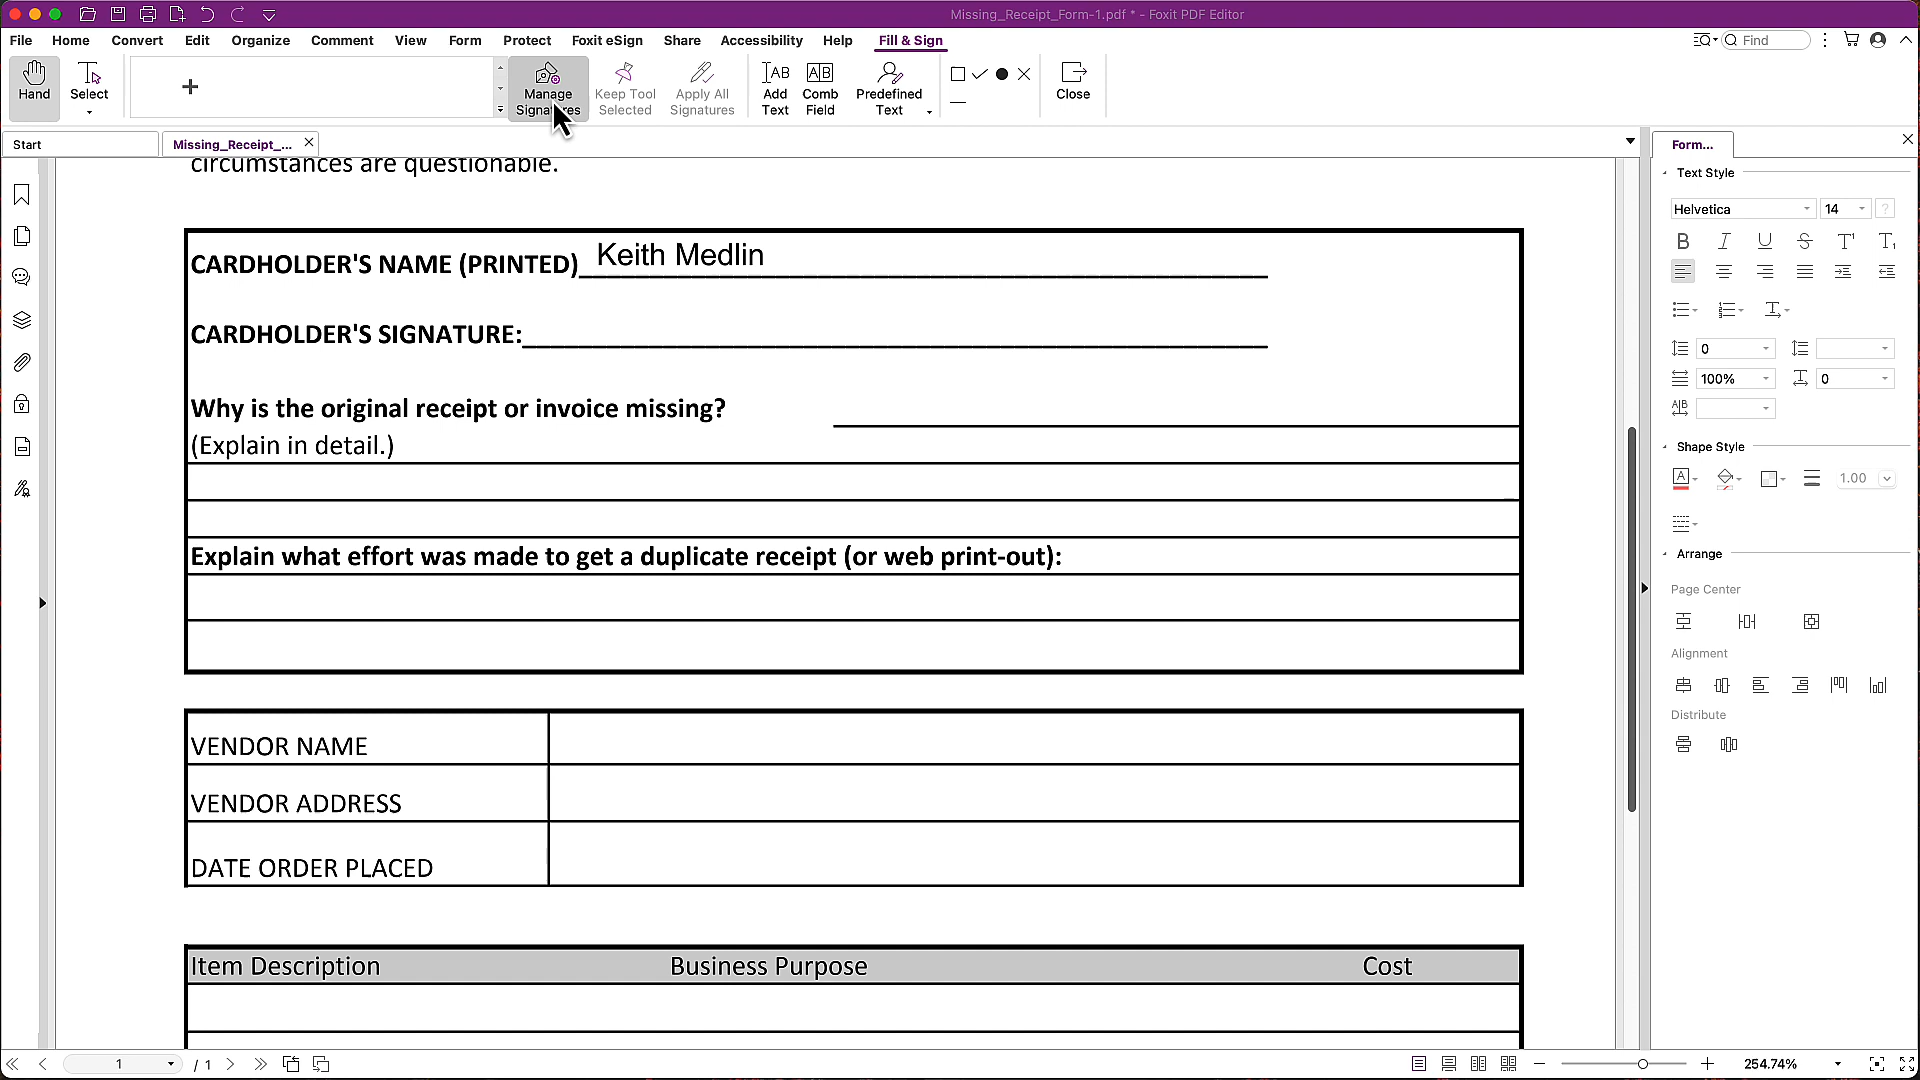 Missing_Receipt_Form-1.pdf * - Foxit PDF Editor
File Home Convert Edit Organize Comment View Form Protect Foxit eSign Share Accessibility Help Fill & Sign
Find
Hand
Select
Manage
Signatures
Keep Tool
Selected
Apply All
Signatures
Add
Text
Comb
Field
Predefined
Text
Close
Start
Missing_Receipt_...
Form...
circumstances are questionable.
CARDHOLDER'S NAME (PRINTED) Keith Medlin
CARDHOLDER'S SIGNATURE:
Why is the original receipt or invoice missing?
(Explain in detail.)
Explain what effort was made to get a duplicate receipt (or web print-out):
VENDOR NAME
VENDOR ADDRESS
DATE ORDER PLACED
Item Description Business Purpose Cost
Text Style
Helvetica 14
0
100% 0
Shape Style
1.00
Arrange
Page Center
Alignment
Distribute
1 / 1
254.74%